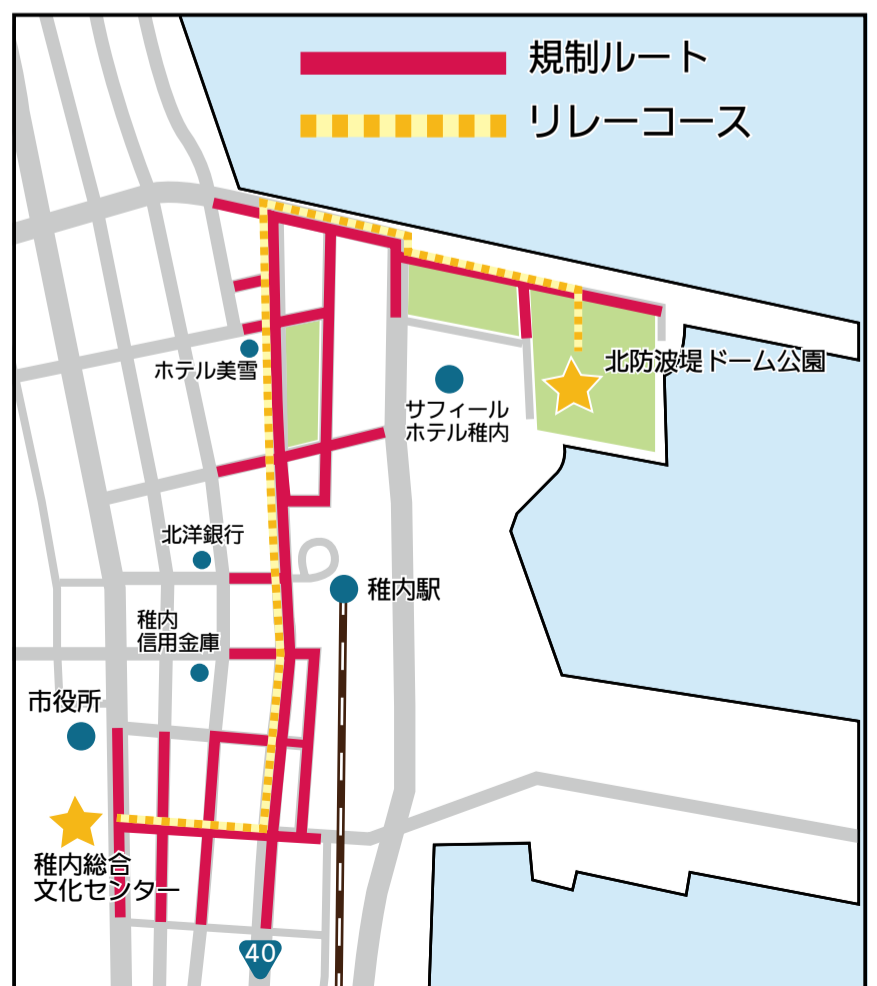 規制ルート
リレーコース
北防波堤ドーム公園
ホテル美雪
サフィール
ホテル稚内
北洋銀行
稚内駅
稚内
信用金庫
市役所
稚内総合
文化センター
40